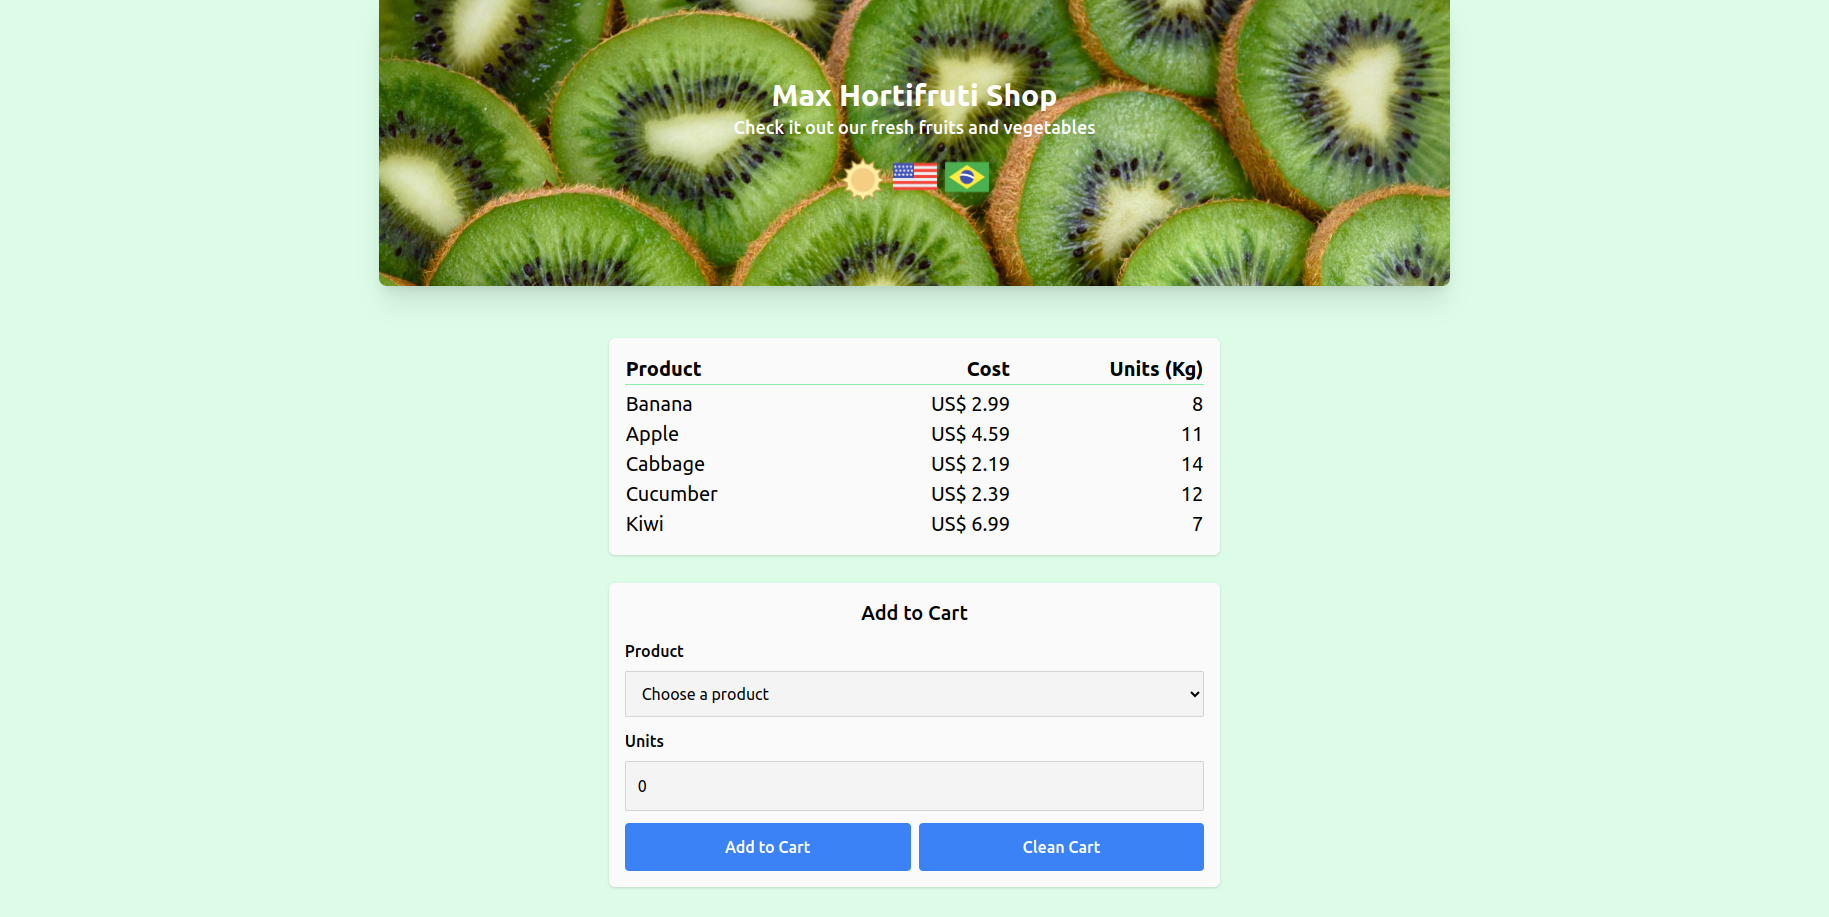 Max Hortifruti Shop
Check it out our fresh fruits and vegetables
Product Cost Units (Kg)
Banana US$ 2.99 8
Apple US$ 4.59 11
Cabbage US$ 2.19 14
Cucumber US$ 2.39 12
Kiwi US$ 6.99 7
Add to Cart
Product
Choose a product
Units
0
Add to Cart Clean Cart